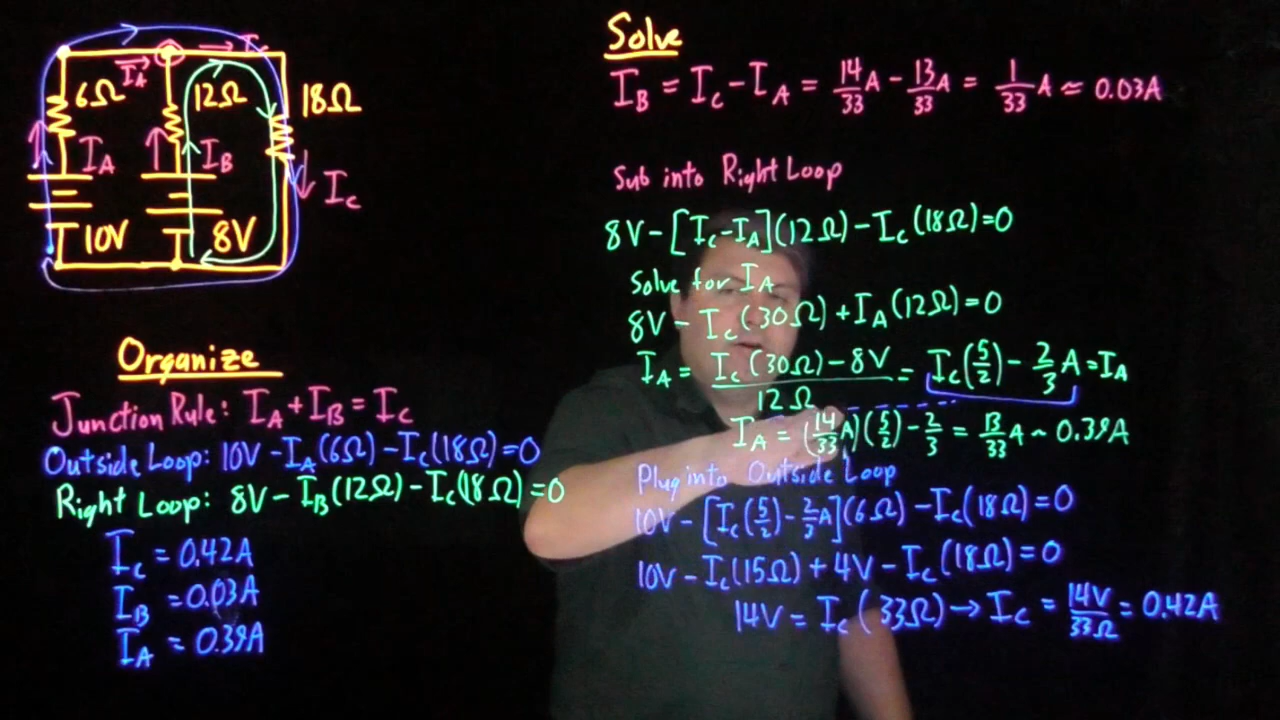 I_C
I_A
6Ω 12Ω 18Ω
I_A I_B I_C
10V 8V
Organize
Junction Rule: I_A + I_B = I_C
Outside Loop: 10V - I_A(6Ω) - I_C(18Ω) = 0
Right Loop: 8V - I_B(12Ω) - I_C(18Ω) = 0
I_C = 0.42A
I_B = 0.03A
I_A = 0.39A
Solve
I_B = I_C - I_A = 14/33 A - 13/33 A = 1/33 A ≈ 0.03A
Sub into Right Loop
8V - [I_C - I_A](12Ω) - I_C(18Ω) = 0
Solve for I_A
8V - I_C(30Ω) + I_A(12Ω) = 0
I_A = (I_C(30Ω) - 8V)/12Ω = I_C(5/2) - 2/3 A = I_A
I_A = (14/33 A)(5/2) - 2/3 = 13/33 A ~ 0.39A
Plug into Outside Loop
10V - [I_C(5/2) - 2/3 A](6Ω) - I_C(18Ω) = 0
10V - I_C(15Ω) + 4V - I_C(18Ω) = 0
14V = I_C(33Ω) → I_C = 14V/33Ω = 0.42A